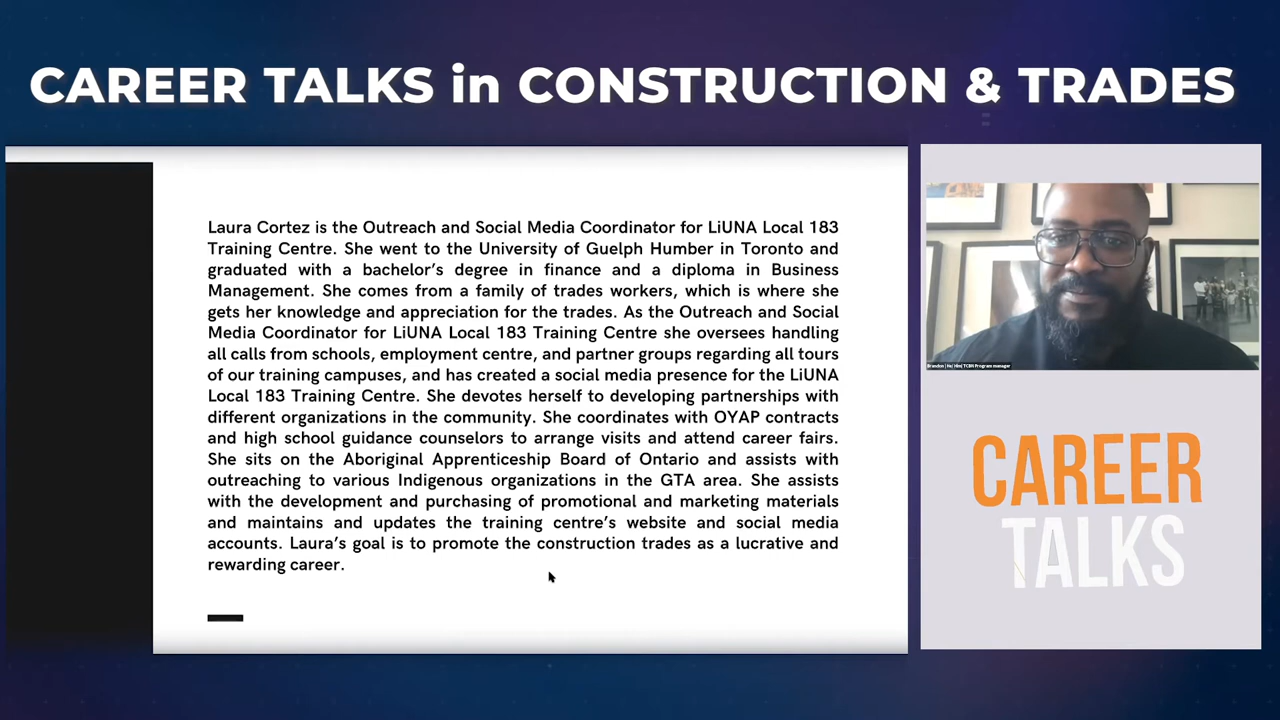 CAREER TALKS in CONSTRUCTION & TRADES
Laura Cortez is the Outreach and Social Media Coordinator for LiUNA Local 183
Training Centre. She went to the University of Guelph Humber in Toronto and
graduated with a bachelor’s degree in finance and a diploma in Business
Management. She comes from a family of trades workers, which is where she
gets her knowledge and appreciation for the trades. As the Outreach and Social
Media Coordinator for LiUNA Local 183 Training Centre she oversees handling
all calls from schools, employment centre, and partner groups regarding all tours
of our training campuses, and has created a social media presence for the LiUNA
Local 183 Training Centre. She devotes herself to developing partnerships with
different organizations in the community. She coordinates with OYAP contracts
and high school guidance counselors to arrange visits and attend career fairs.
She sits on the Aboriginal Apprenticeship Board of Ontario and assists with
outreaching to various Indigenous organizations in the GTA area. She assists
with the development and purchasing of promotional and marketing materials
and maintains and updates the training centre’s website and social media
accounts. Laura’s goal is to promote the construction trades as a lucrative and
rewarding career.
Brandon | He/ Him| TCBN Program manager
CAREER
TALKS